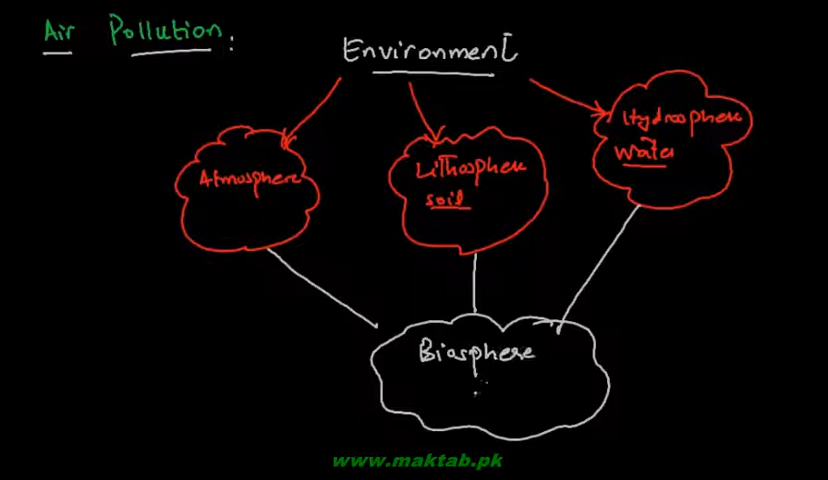 Air Pollution:
Environment
Atmosphere
Lithosphere
soil
Hydrosphere
water
Biosphere
www.maktab.pk